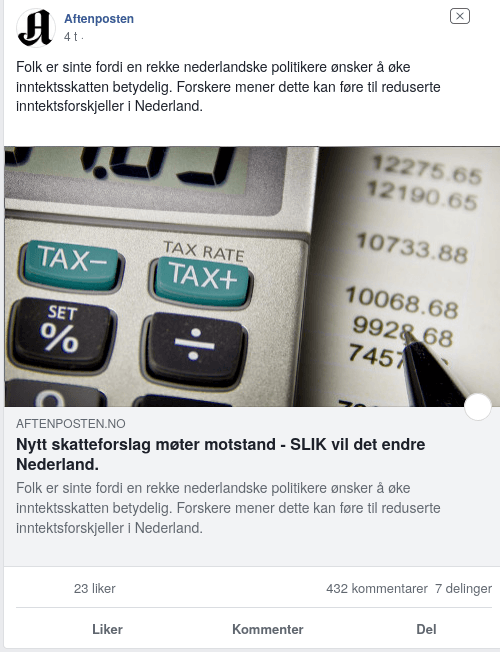 Aftenposten
4 t ·
Folk er sinte fordi en rekke nederlandske politikere ønsker å øke
inntektsskatten betydelig. Forskere mener dette kan føre til reduserte
inntektsforskjeller i Nederland.
12275.65
12190.65
10733.88
10068.68
9928.68
TAX−
TAX RATE
TAX+
SET
%
÷
AFTENPOSTEN.NO
Nytt skatteforslag møter motstand - SLIK vil det endre
Nederland.
Folk er sinte fordi en rekke nederlandske politikere ønsker å øke
inntektsskatten betydelig. Forskere mener dette kan føre til reduserte
inntektsforskjeller i Nederland.
23 liker
432 kommentarer 7 delinger
Liker Kommenter Del